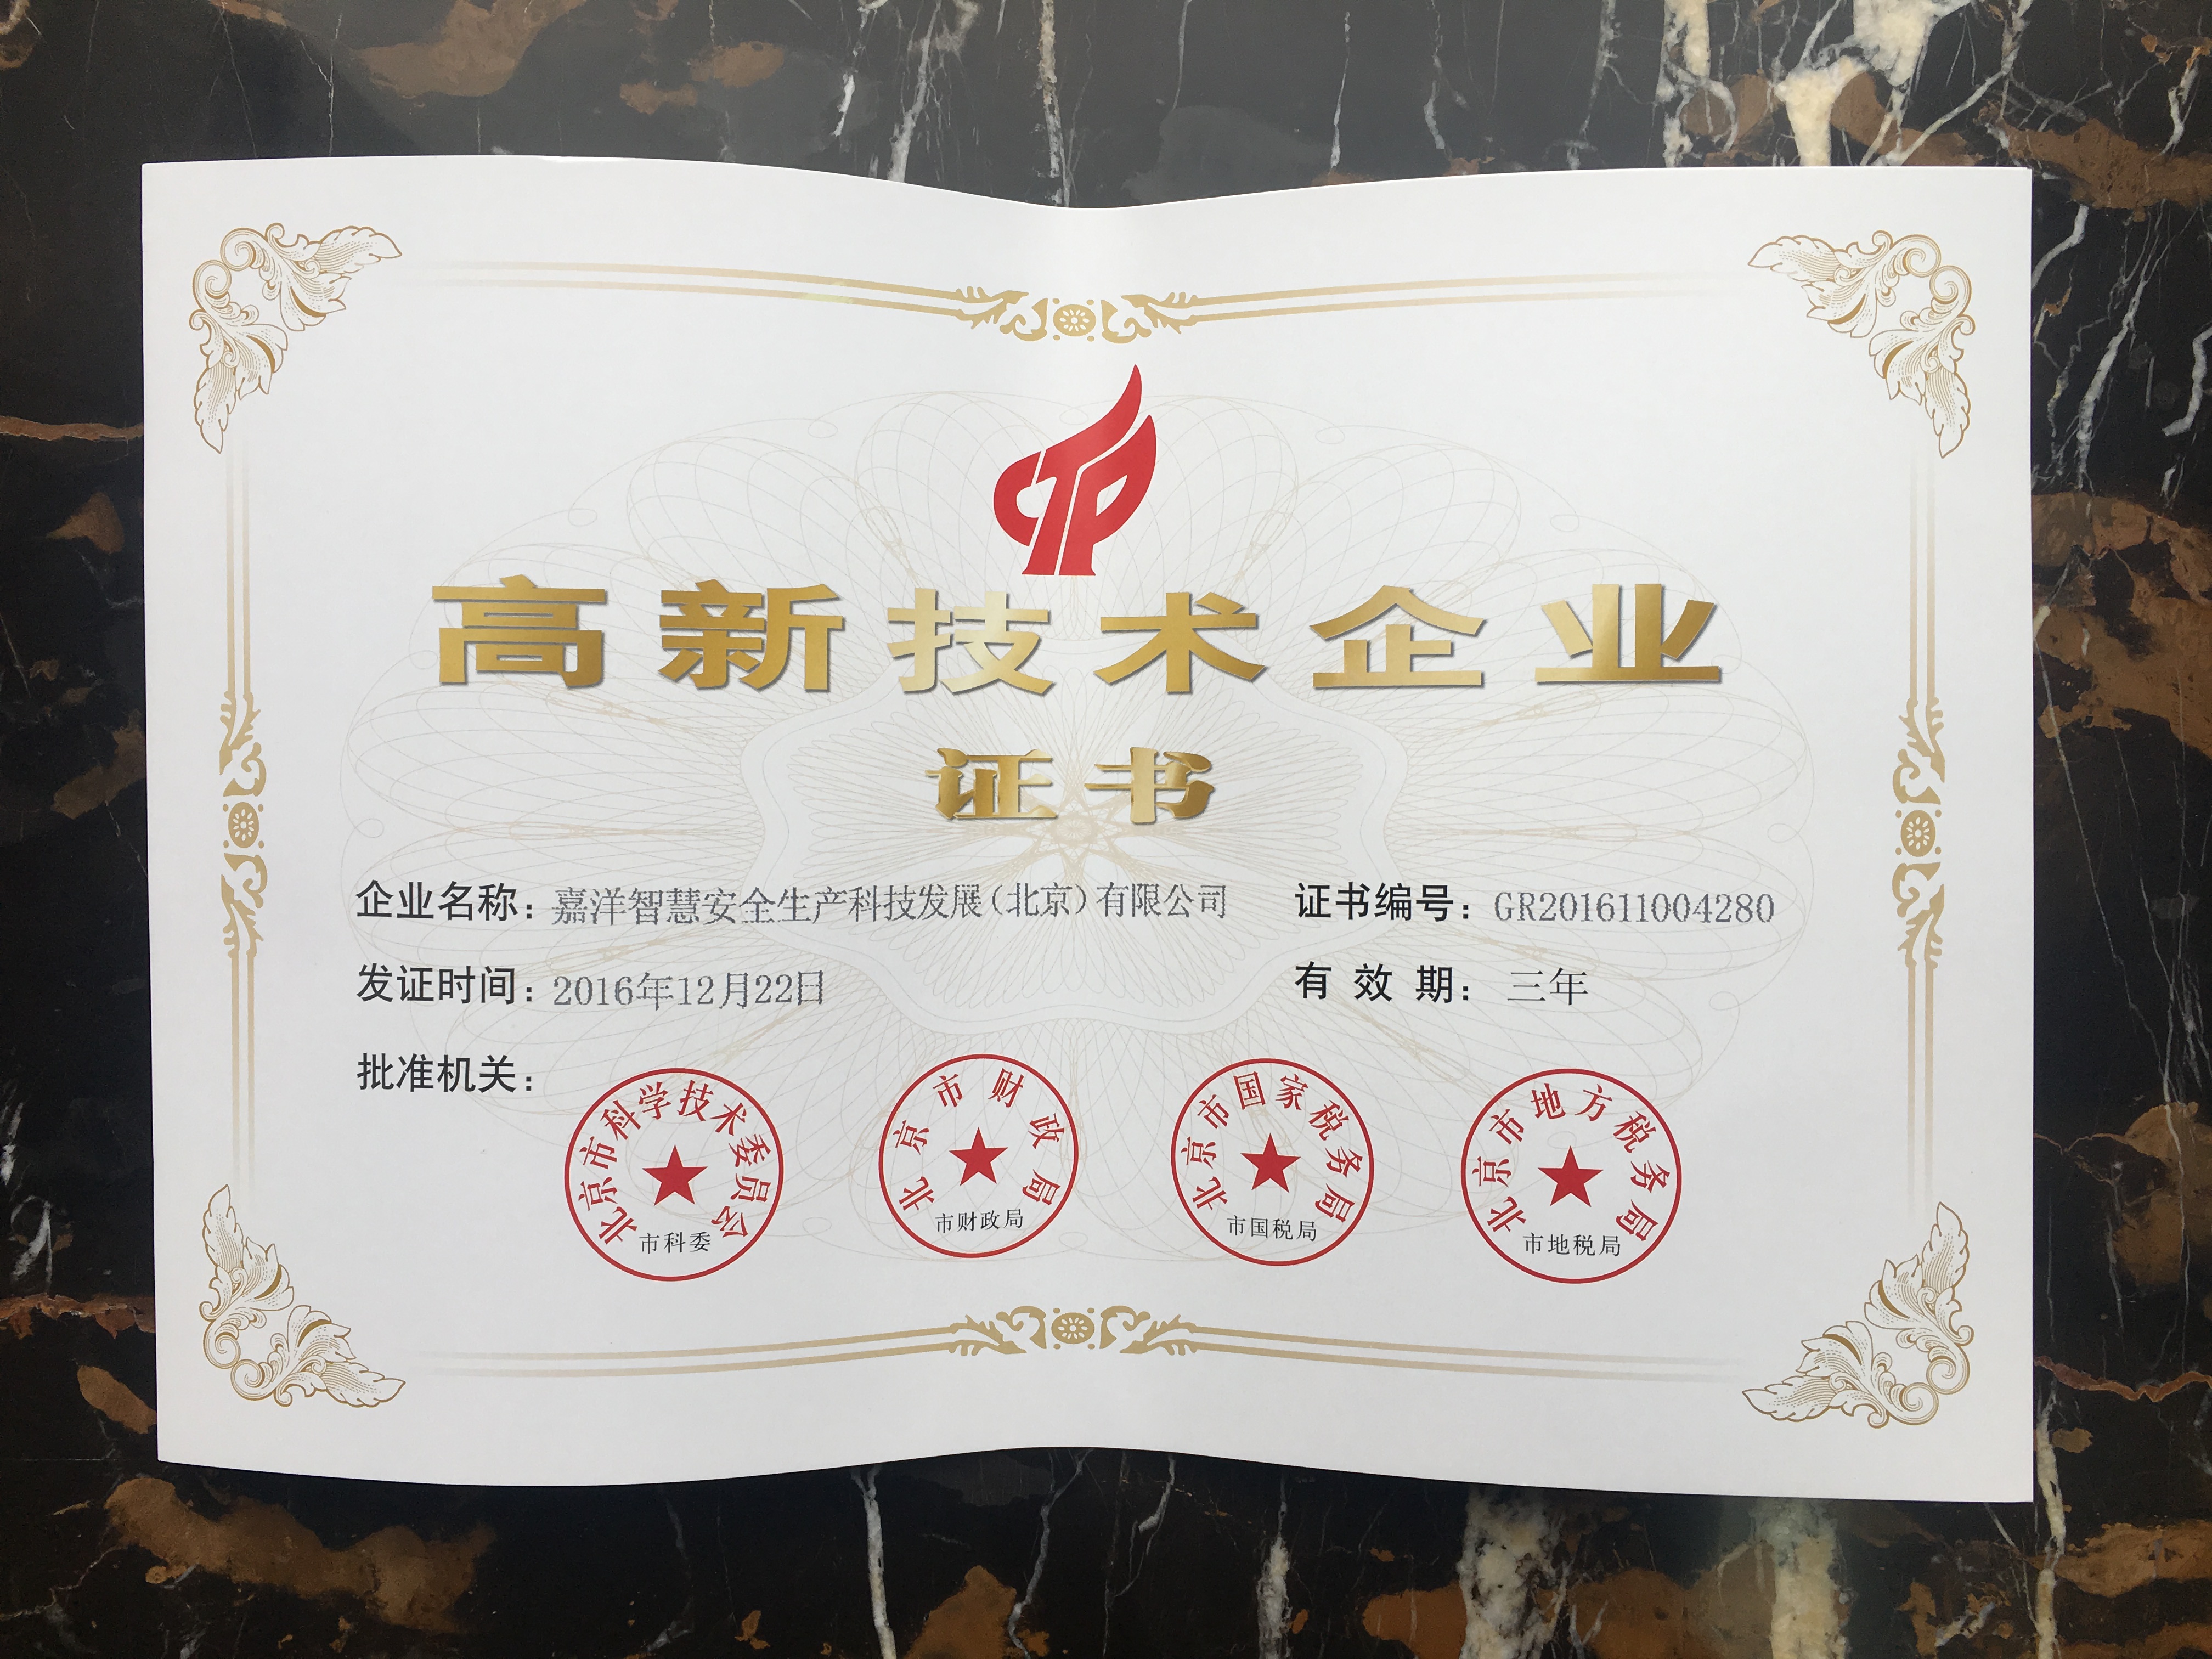 高新技术企业
证书
企业名称：嘉洋智慧安全生产科技发展（北京）有限公司 证书编号：GR201611004280
发证时间：2016年12月22日 有效期：三年
批准机关：
北京市科学技术委员会
市科委
北京市财政局
市财政局
北京市国家税务局
市国税局
北京市地方税务局
市地税局